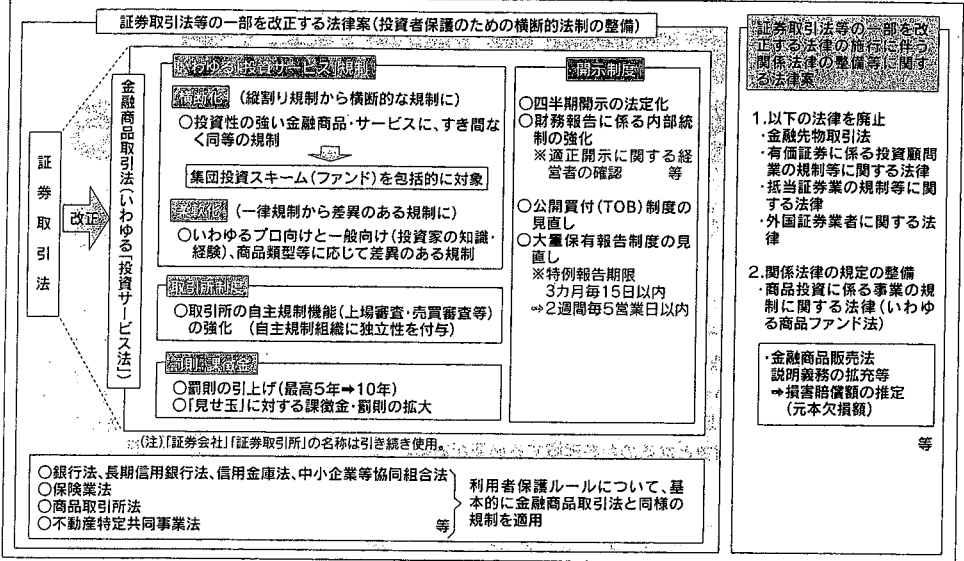 証券取引法等の一部を改正する法律案(投資者保護のための横断的法制の整備)
証券取引法
改正
金融商品取引法(いわゆる「投資サービス法」)
いわゆる「投資サービス」規制
横断化 (縦割り規制から横断的な規制に)
○投資性の強い金融商品・サービスに、すき間な
く同等の規制
集団投資スキーム(ファンド)を包括的に対象
柔軟化 (一律規制から差異のある規制に)
○いわゆるプロ向けと一般向け(投資家の知識・
経験)、商品類型等に応じて差異のある規制
取引所制度
○取引所の自主規制機能(上場審査・売買審査等)
の強化 (自主規制組織に独立性を付与)
罰則・課徴金
○罰則の引上げ(最高5年➡10年)
○「見せ玉」に対する課徴金・罰則の拡大
開示制度
○四半期開示の法定化
○財務報告に係る内部統
制の強化
※適正開示に関する経
営者の確認 等
○公開買付(TOB)制度の
見直し
○大量保有報告制度の見
直し
※特例報告期限
3カ月毎15日以内
⇨2週間毎5営業日以内
(注)「証券会社」「証券取引所」の名称は引き続き使用。
○銀行法、長期信用銀行法、信用金庫法、中小企業等協同組合法
○保険業法
○商品取引所法
○不動産特定共同事業法 等
利用者保護ルールについて、基
本的に金融商品取引法と同様の
規制を適用
証券取引法等の一部を改
正する法律の施行に伴う
関係法律の整備等に関す
る法律案
1.以下の法律を廃止
・金融先物取引法
・有価証券に係る投資顧問
業の規制等に関する法律
・抵当証券業の規制等に関
する法律
・外国証券業者に関する法
律
2.関係法律の規定の整備
・商品投資に係る事業の規
制に関する法律(いわゆ
る商品ファンド法)
・金融商品販売法
説明義務の拡充等
➡損害賠償額の推定
(元本欠損額)
等